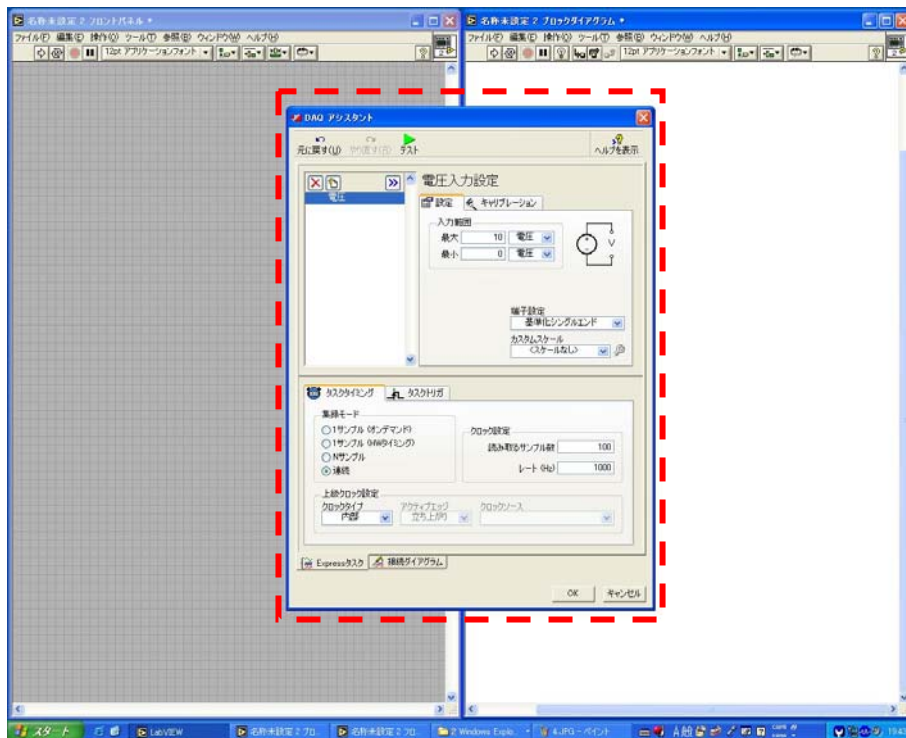 名称未設定 2 フロントパネル *
ファイル(F) 編集(E) 操作(O) ツール(T) 参照(B) ウィンドウ(W) ヘルプ(H)
12pt アプリケーションフォント
名称未設定 2 ブロックダイアグラム *
ファイル(F) 編集(E) 操作(O) ツール(T) 参照(B) ウィンドウ(W) ヘルプ(H)
12pt アプリケーションフォント
DAQ アシスタント
元に戻す(U) やり直す(R) テスト ヘルプを表示
電圧
電圧入力設定
設定 キャリブレーション
入力範囲
最大 10 電圧
最小 0 電圧
V
端子設定
基準化シングルエンド
カスタムスケール
<スケールなし>
タスクタイミング タスクトリガ
集録モード
1サンプル (オンデマンド)
1サンプル (HWタイミング)
Nサンプル
連続
クロック設定
読み取るサンプル数 100
レート (Hz) 1000
上級クロック設定
クロックタイプ アクティブエッジ クロックソース
内部 立ち上がり
Expressタスク 接続ダイアグラム
OK キャンセル
スタート LabVIEW 名称未設定 2 フロ... 名称未設定 2 フロ... 2 Windows Explo... 4.JPG - ペイント A般 19:43